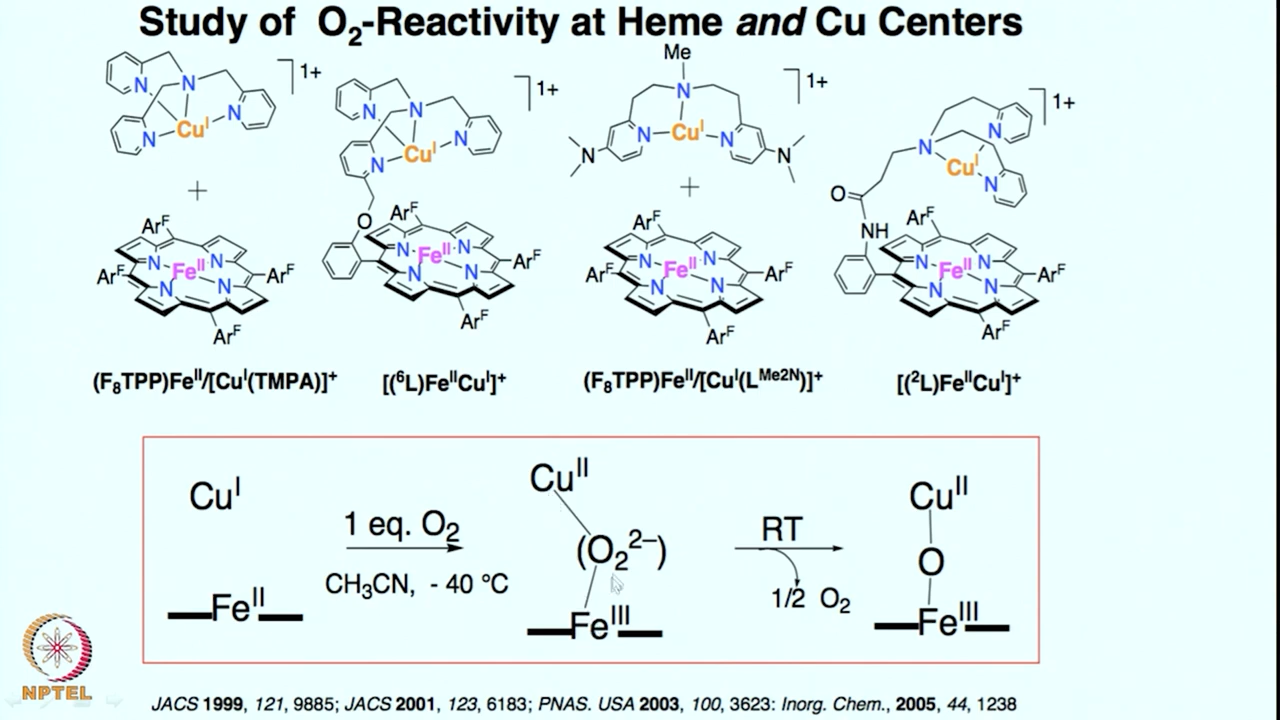 Study of O₂-Reactivity at Heme and Cu Centers
N N N N Cuᴵ 1+
N N N N Cuᴵ 1+
Me N N N Cuᴵ N N 1+
N N N Cuᴵ 1+
+
O
+
O NH
Arᶠ Arᶠ Arᶠ Arᶠ N N N N Feᴵᴵ
Arᶠ Arᶠ Arᶠ N N N N Feᴵᴵ
Arᶠ Arᶠ Arᶠ Arᶠ N N N N Feᴵᴵ
Arᶠ Arᶠ Arᶠ N N N N Feᴵᴵ
(F₈TPP)Feᴵᴵ/[Cuᴵ(TMPA)]⁺ [(⁶L)FeᴵᴵCuᴵ]⁺ (F₈TPP)Feᴵᴵ/[Cuᴵ(Lᴹᵉ²ᴺ)]⁺ [(²L)FeᴵᴵCuᴵ]⁺
Cuᴵ
Feᴵᴵ
1 eq. O₂
CH₃CN, - 40 °C
Cuᴵᴵ
(O₂²⁻)
Feᴵᴵᴵ
RT
1/2 O₂
Cuᴵᴵ
O
Feᴵᴵᴵ
NPTEL
JACS 1999, 121, 9885; JACS 2001, 123, 6183; PNAS. USA 2003, 100, 3623: Inorg. Chem., 2005, 44, 1238